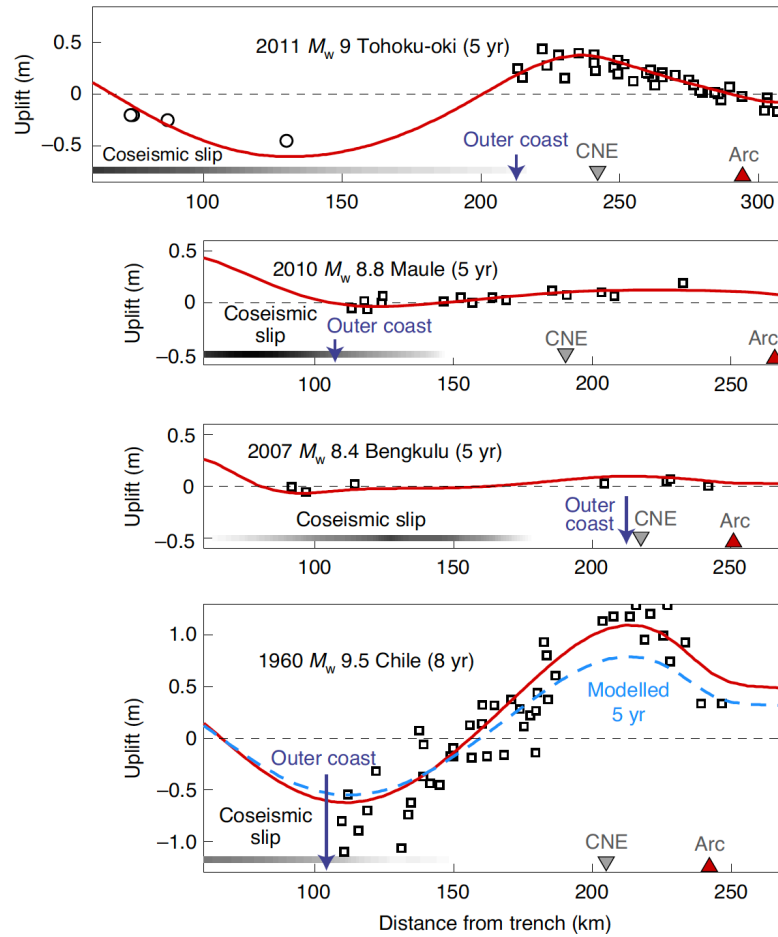 2011 Mw 9 Tohoku-oki (5 yr)
Uplift (m)
0.5
0
−0.5
Coseismic slip
Outer coast
CNE
Arc
100
150
200
250
300
2010 Mw 8.8 Maule (5 yr)
Uplift (m)
0.5
0
−0.5
Coseismic
slip
Outer coast
CNE
Arc
100
150
200
250
2007 Mw 8.4 Bengkulu (5 yr)
Uplift (m)
0.5
0
−0.5
Coseismic slip
Outer
coast
CNE
Arc
100
150
200
250
1960 Mw 9.5 Chile (8 yr)
Uplift (m)
1.0
0.5
0
−0.5
−1.0
Modelled
5 yr
Outer coast
Coseismic
slip
CNE
Arc
100
150
200
250
Distance from trench (km)